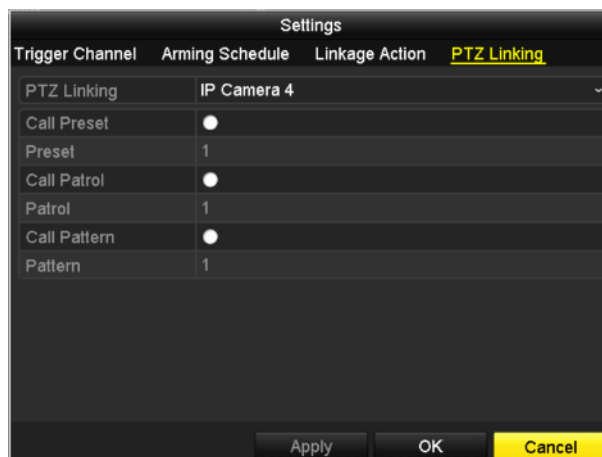 Settings
Trigger Channel Arming Schedule Linkage Action PTZ Linking
PTZ Linking IP Camera 4
Call Preset
Preset 1
Call Patrol
Patrol 1
Call Pattern
Pattern 1
Apply OK Cancel